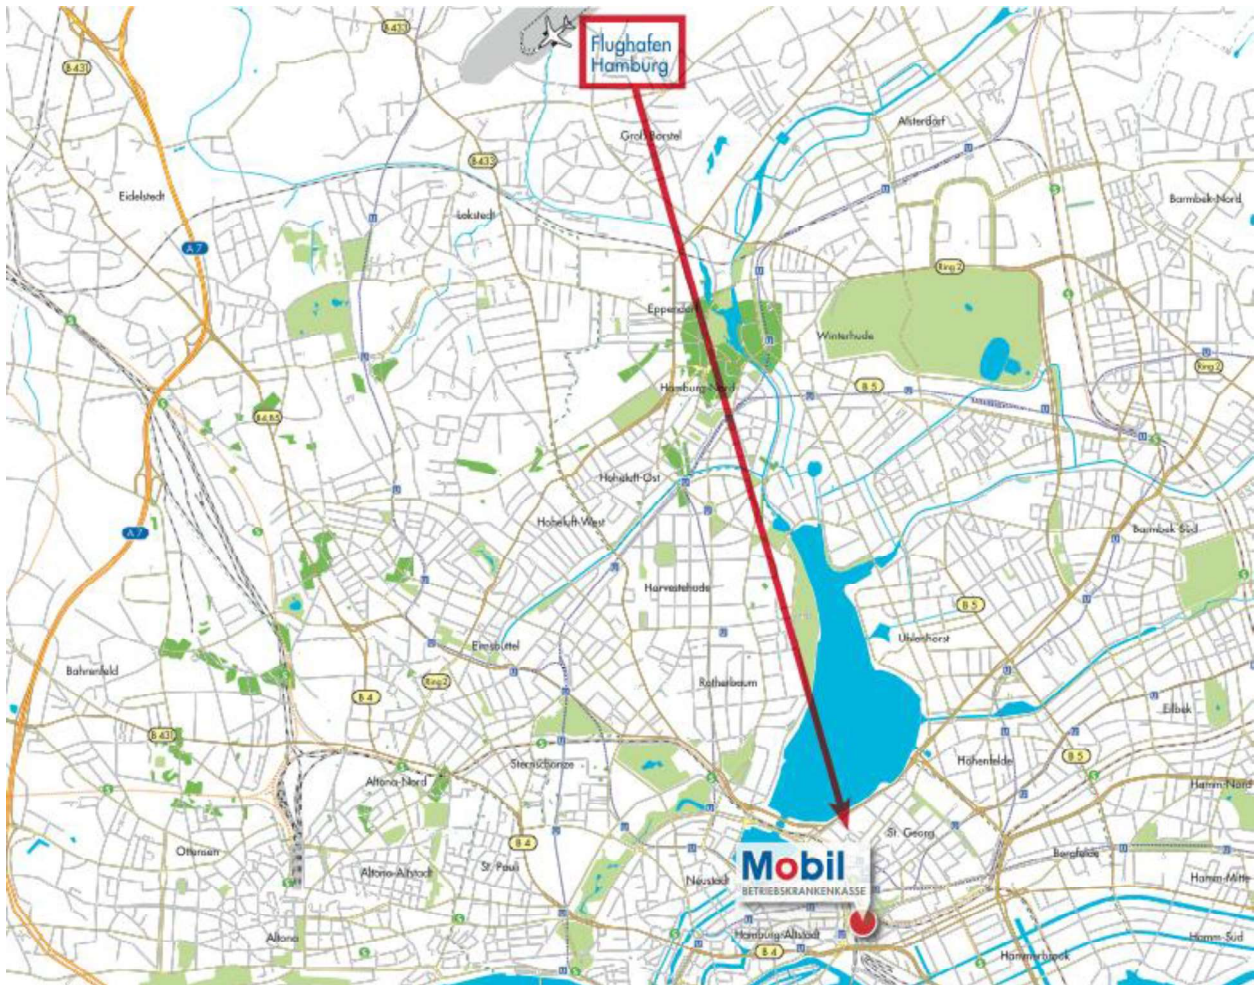 B 433
B 431
Flughafen
Hamburg
Alsterdorf
Groß Borstel
B 433
Eidelstedt
Barmbek-Nord
Lokstedt
A 7
Ring 2
Eppendorf
Winterhude
Ring 2
Hamburg-Nord
B 5
B4,B5
Hoheluft-Ost
Hoheluft-West
Barmbek-Süd
A 7
Harvestehude
B 5
Uhlenhorst
Eimsbüttel
Bahrenfeld
Ring 2
Rotherbaum
B 4
Eilbek
B 431
Sternschanze
Hohenfelde
B 5
Altona-Nord
Hamm-Nord
St. Georg
B 4
Ottensen
Borgfelde
Mobil
BETRIEBSKRANKENKASSE
St. Pauli
Altona-Altstadt
Neustadt
Hamm-Mitte
Altona
Hamburg-Altstadt
Hamm-Süd
B 4
Hammerbrook